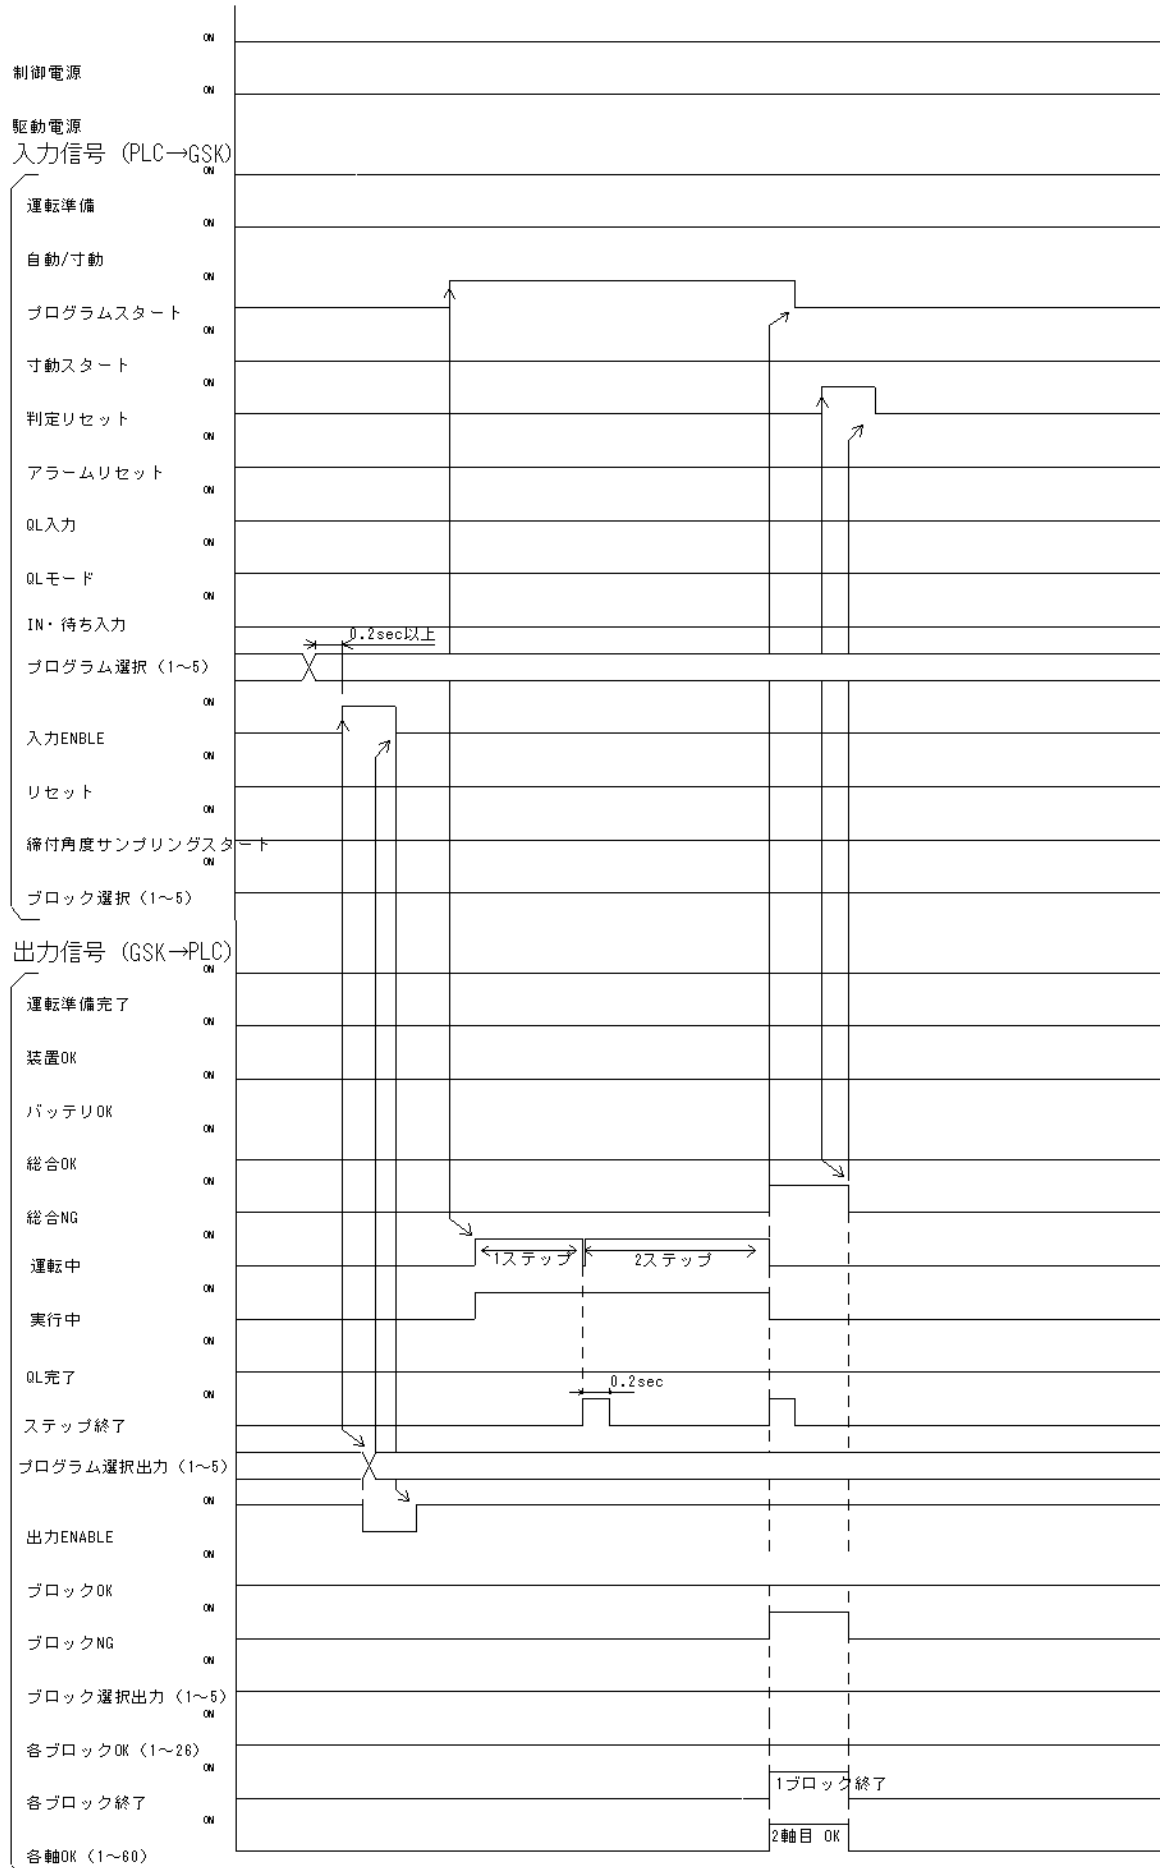 ON
制御電源
ON
駆動電源
入力信号 (PLC→GSK)
ON
運転準備
ON
自動/寸動
ON
プログラムスタート
ON
寸動スタート
ON
判定リセット
ON
アラームリセット
ON
QL入力
ON
QLモード
ON
IN・待ち入力
0.2sec以上
プログラム選択 (1～5)
ON
入力ENBLE
ON
リセット
ON
締付角度サンプリングスタート
ON
ブロック選択 (1～5)
出力信号 (GSK→PLC)
ON
運転準備完了
ON
装置OK
ON
バッテリOK
ON
総合OK
ON
総合NG
ON
運転中 1ステップ 2ステップ
ON
実行中
ON
QL完了
ON 0.2sec
ステップ終了
プログラム選択出力 (1～5)
ON
出力ENABLE
ON
ブロックOK
ON
ブロックNG
ON
ブロック選択出力 (1～5)
ON
各ブロックOK (1～26)
ON
1ブロック終了
各ブロック終了
ON
2軸目 OK
各軸OK (1～60)